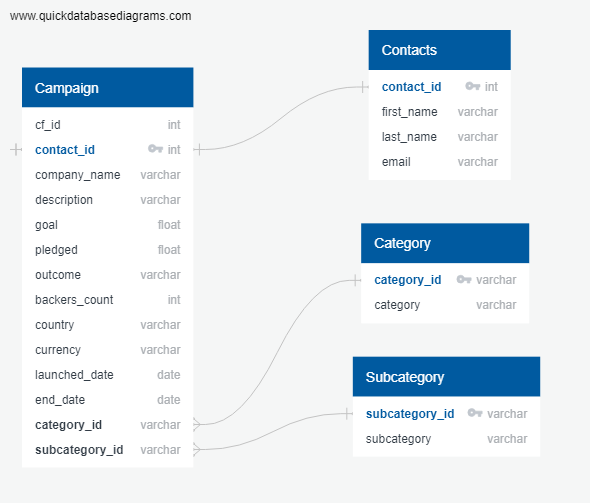 www.quickdatabasediagrams.com
Campaign
cf_id int
contact_id int
company_name varchar
description varchar
goal float
pledged float
outcome varchar
backers_count int
country varchar
currency varchar
launched_date date
end_date date
category_id varchar
subcategory_id varchar
Contacts
contact_id int
first_name varchar
last_name varchar
email varchar
Category
category_id varchar
category varchar
Subcategory
subcategory_id varchar
subcategory varchar